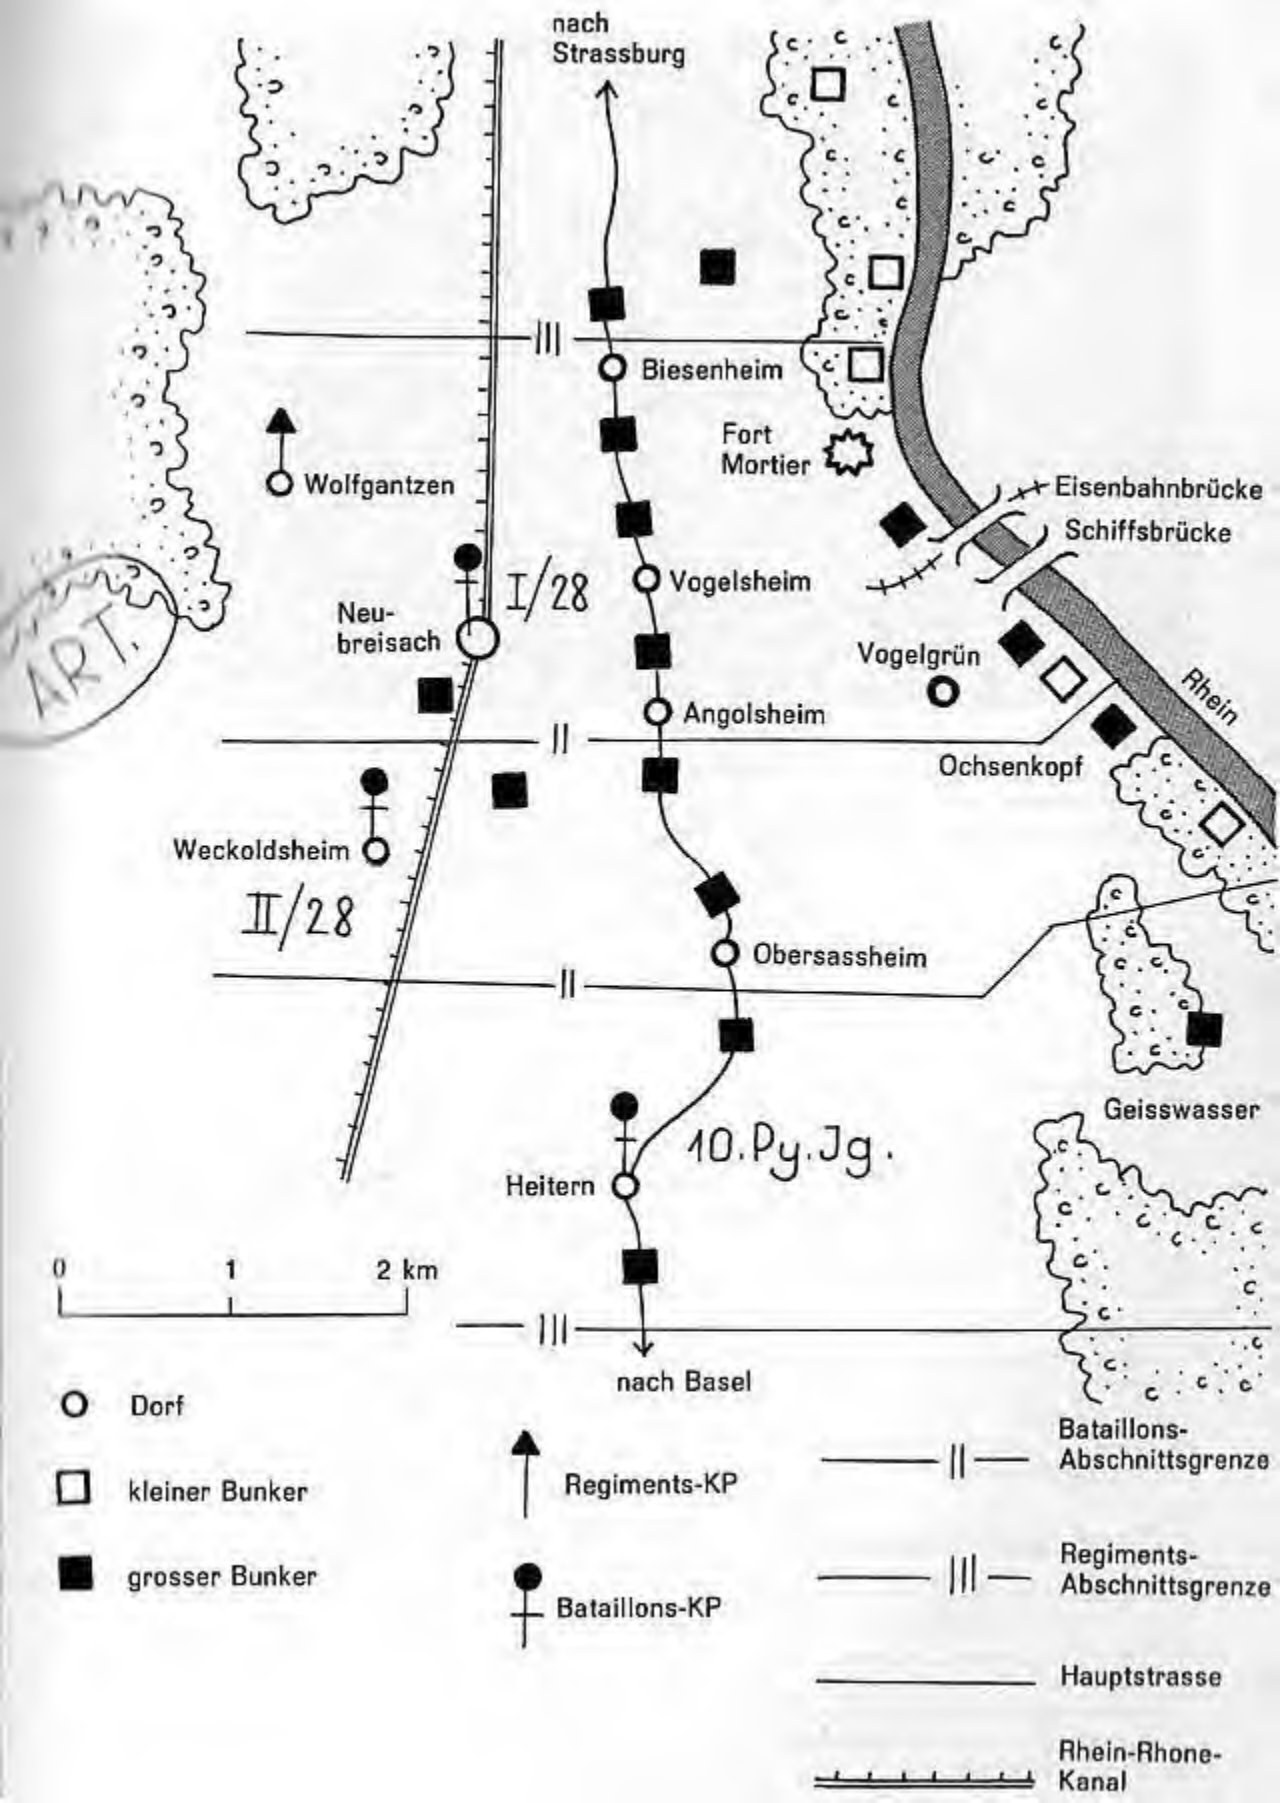 nach
Strassburg
Biesenheim
Fort
Mortier
Wolfgantzen
Eisenbahnbrücke
Schiffsbrücke
I/28
Vogelsheim
Neu-
breisach
ART.
Vogelgrün
Rhein
Angolsheim
Ochsenkopf
Weckoldsheim
II/28
Obersassheim
Geisswasser
10.Py.Jg.
Heitern
0 1 2 km
nach Basel
Dorf
kleiner Bunker
grosser Bunker
Regiments-KP
Bataillons-KP
Bataillons-
Abschnittsgrenze
Regiments-
Abschnittsgrenze
Hauptstrasse
Rhein-Rhone-
Kanal